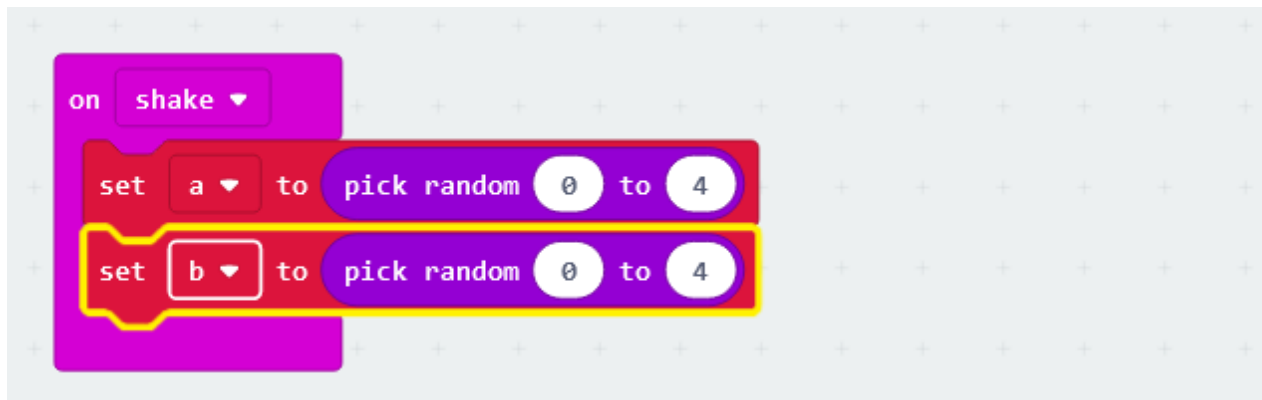 on shake
set a to pick random 0 to 4
set b to pick random 0 to 4